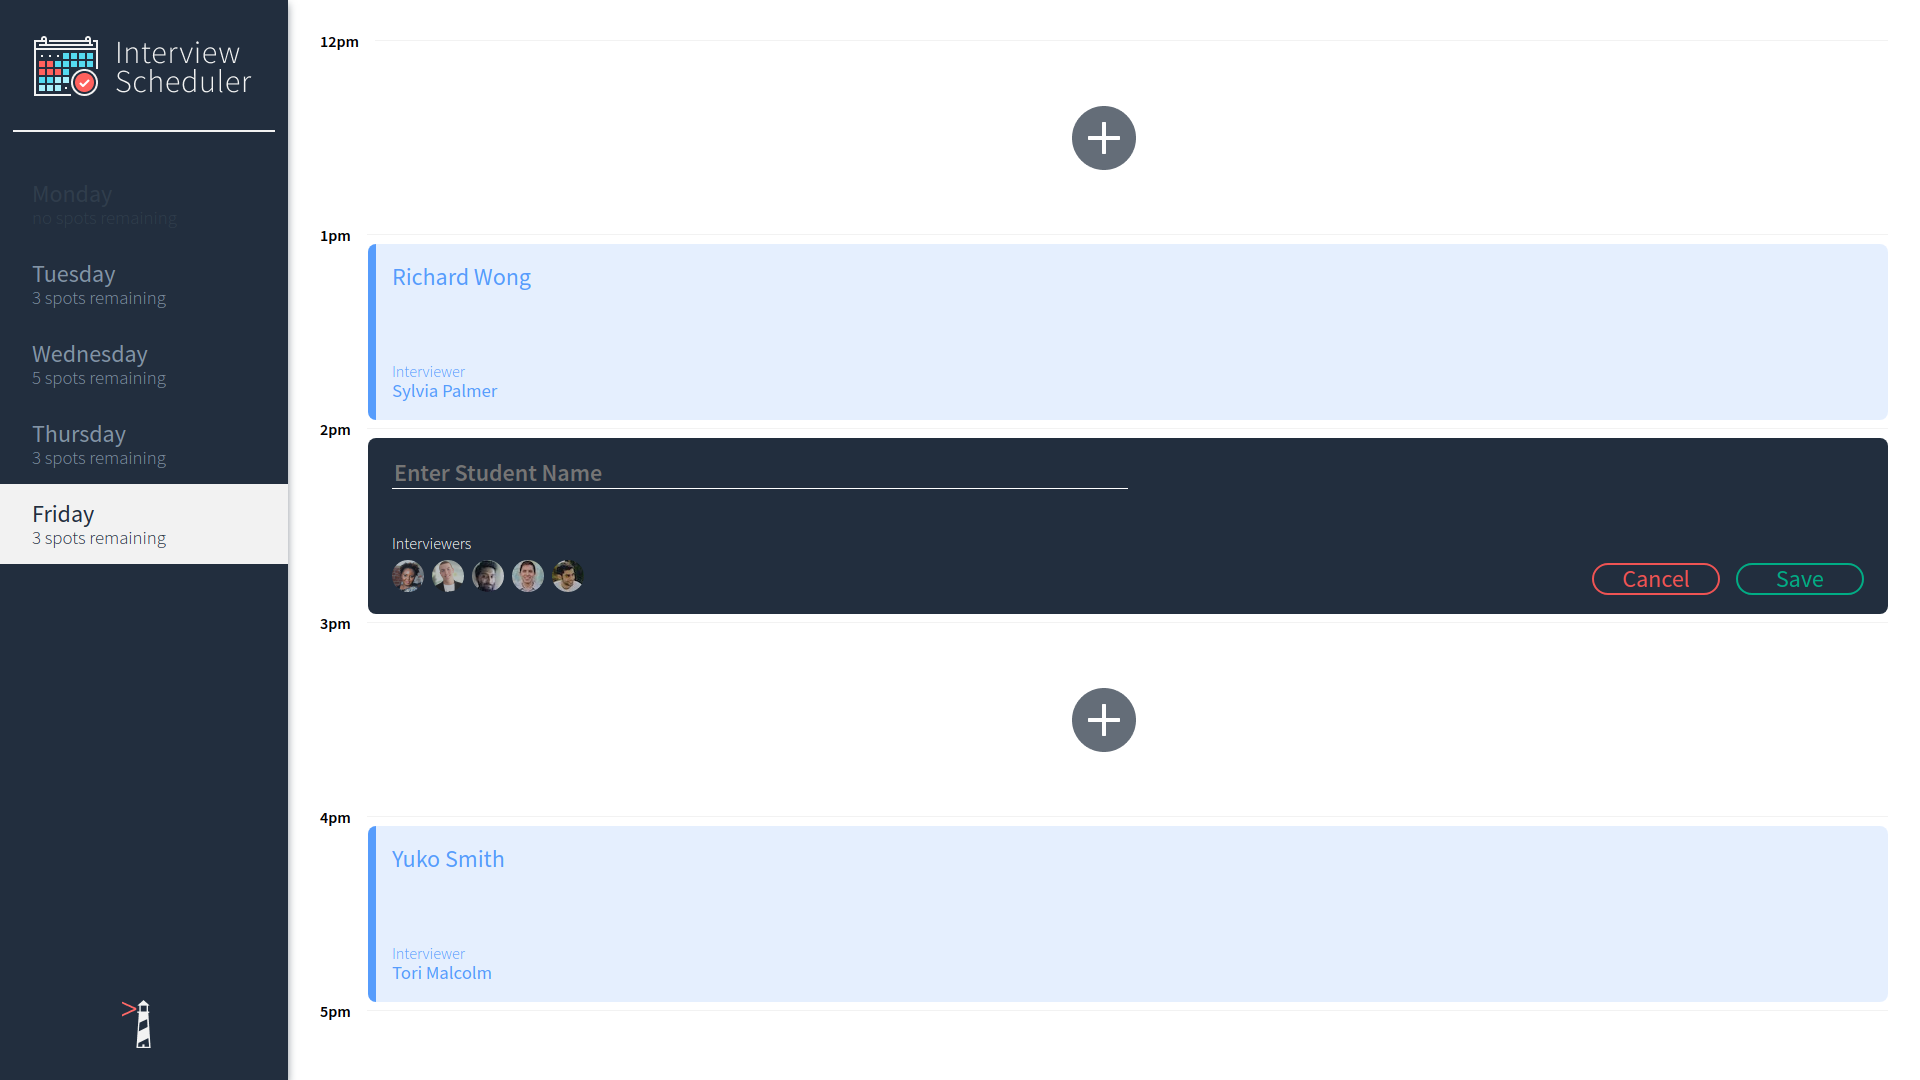 Interview
Scheduler
Monday
no spots remaining
Tuesday
3 spots remaining
Wednesday
5 spots remaining
Thursday
3 spots remaining
Friday
3 spots remaining
12pm
1pm
Richard Wong
Interviewer
Sylvia Palmer
2pm
Enter Student Name
Interviewers
Cancel Save
3pm
4pm
Yuko Smith
Interviewer
Tori Malcolm
5pm